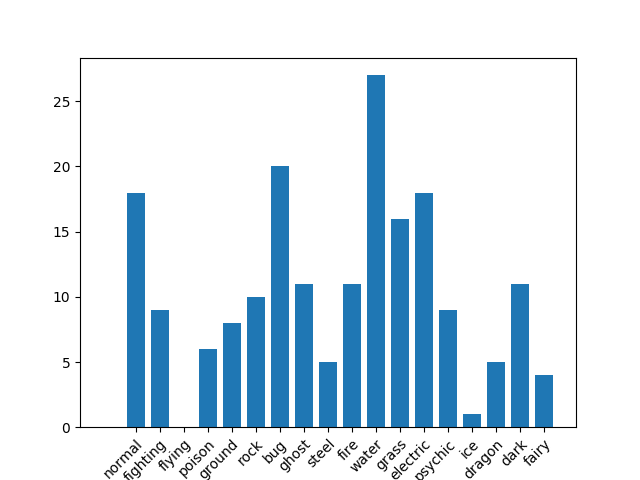 25
20
15
10
5
0
normal
fighting
flying
poison
ground
rock
bug
ghost
steel
fire
water
grass
electric
psychic
ice
dragon
dark
fairy